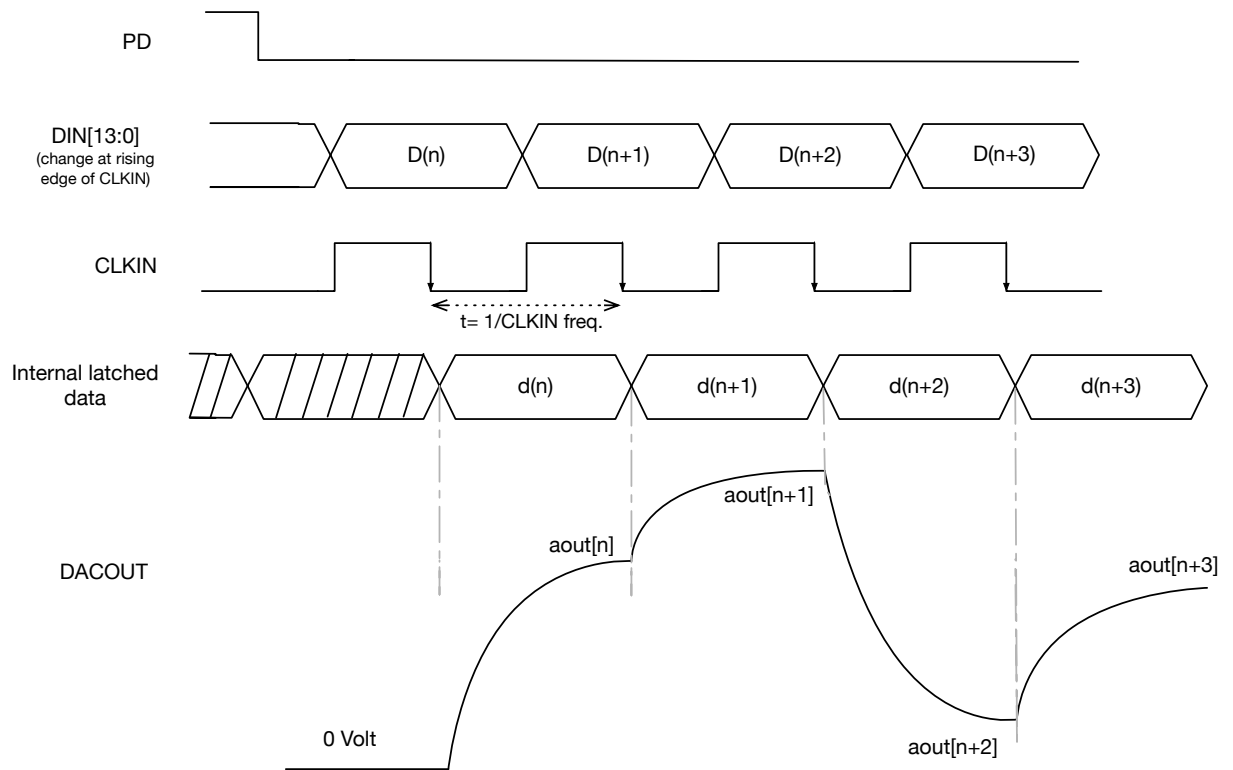 PD
DIN[13:0]
(change at rising
edge of CLKIN)
D(n)
D(n+1)
D(n+2)
D(n+3)
CLKIN
t= 1/CLKIN freq.
Internal latched
data
d(n)
d(n+1)
d(n+2)
d(n+3)
DACOUT
0 Volt
aout[n]
aout[n+1]
aout[n+2]
aout[n+3]